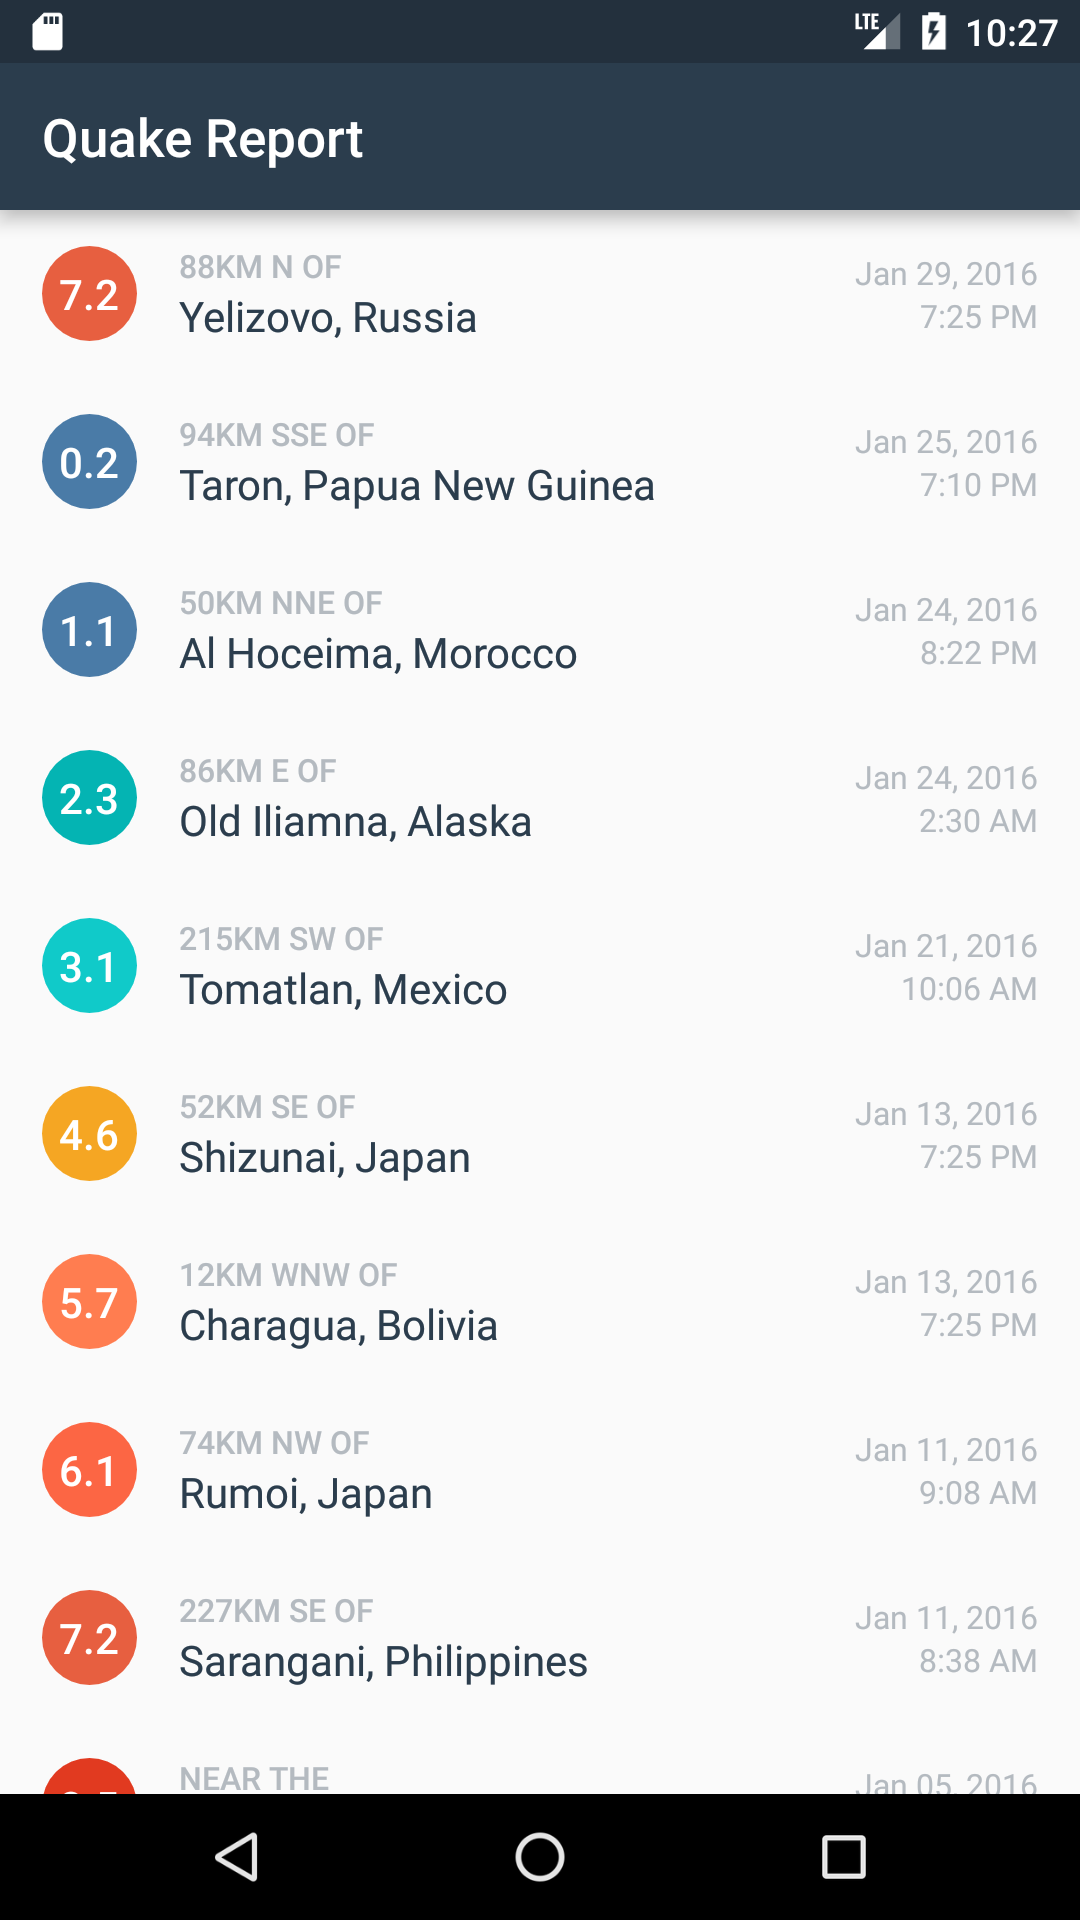 LTE 10:27
Quake Report
7.2 88KM N OF Jan 29, 2016
Yelizovo, Russia 7:25 PM
0.2 94KM SSE OF Jan 25, 2016
Taron, Papua New Guinea 7:10 PM
1.1 50KM NNE OF Jan 24, 2016
Al Hoceima, Morocco 8:22 PM
2.3 86KM E OF Jan 24, 2016
Old Iliamna, Alaska 2:30 AM
3.1 215KM SW OF Jan 21, 2016
Tomatlan, Mexico 10:06 AM
4.6 52KM SE OF Jan 13, 2016
Shizunai, Japan 7:25 PM
5.7 12KM WNW OF Jan 13, 2016
Charagua, Bolivia 7:25 PM
6.1 74KM NW OF Jan 11, 2016
Rumoi, Japan 9:08 AM
7.2 227KM SE OF Jan 11, 2016
Sarangani, Philippines 8:38 AM
NEAR THE Jan 05, 2016